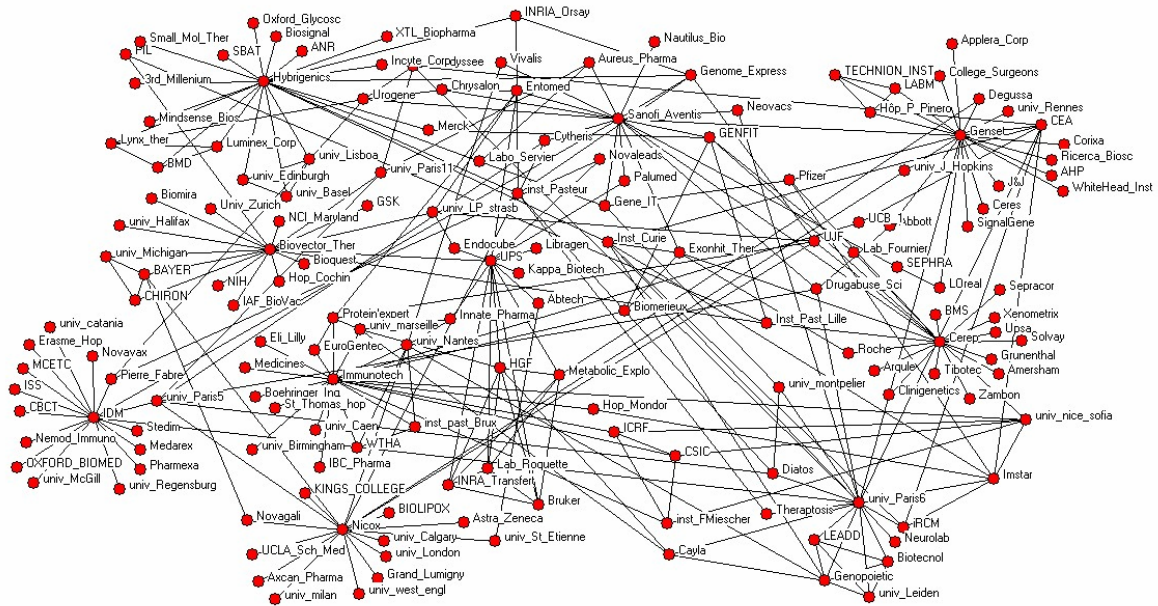 Oxford_Glycosc
INRIA_Orsay
Biosignal
Small_Mol_Ther
XTL_Biopharma
Nautilus_Bio
Applera_Corp
PIL
SBAT
ANR
Incyte_Corp
Vivalis
Aureus_Pharma
3rd_Millenium
Hybrigenics
Genome_Express
TECHNION_INST
College_Surgeons
LABM
Urogene
Chrysalon
Entomed
Neovacs
Hôp_P_Pinero
Degussa
univ_Rennes
Mindsense_Bios
Merck
Sanofi_Aventis
CEA
Lynx_ther
Luminex_Corp
Cytheris
GENFIT
Genset
Corixa
univ_Lisboa
Labo_Servier
Novaleads
Ricerca_Biosc
BMD
univ_Paris11
univ_J_Hopkins
AHP
univ_Edinburgh
Palumed
Pfizer
J&J
WhiteHead_Inst
univ_Basel
inst_Pasteur
Biomira
Univ_Zurich
GSK
Gene_IT
Ceres
univ_LP_strasb
univ_Halifax
NCI_Maryland
UCB_1
Abbott
SignalGene
Biovector_Ther
Endocube
Libragen
Inst_Curie
Exonhit_Ther
UJF
univ_Michigan
Bioquest
UPS
Lab_Fournier
BAYER
Kappa_Biotech
SEPHRA
NIH
Hop_Cochin
Drugabuse_Sci
LOreal
Sepracor
CHIRON
IAF_BioVac
Abtech
Biomerieux
univ_catania
Protein'expert
Innate_Pharma
Inst_Past_Lille
BMS
Xenometrix
univ_marseille
Erasme_Hop
Eli_Lilly
univ_Nantes
Upsa
Solvay
Novavax
EuroGentec
Cerep
MCETC
Medicines
HGF
Metabolic_Explo
Roche
Grunenthal
Pierre_Fabre
Immunotech
Arqule
Tibotec
Amersham
ISS
Boehringer_Ing
univ_montpelier
Clinigenetics
Zambon
CBCT
univ_Paris5
St_Thomas_hop
Hop_Mondor
IDM
univ_Caen
inst_past_Brux
ICRF
univ_nice_sofia
Stedim
Nemod_Immuno
univ_Birmingham
WTHA
Medarex
CSIC
OXFORD_BIOMED
Pharmexa
IBC_Pharma
Lab_Roquette
Diatos
Imstar
univ_McGill
univ_Regensburg
KINGS_COLLEGE
INRA_Transfert
Bruker
univ_Paris6
Novagali
BIOLIPOX
Theraptosis
Nicox
Astra_Zeneca
inst_FMiescher
iRCM
univ_Calgary
univ_St_Etienne
LEADD
Neurolab
UCLA_Sch_Med
univ_London
Cayla
Biotecnol
Axcan_Pharma
Grand_Lumigny
Genopoietic
univ_milan
univ_west_engl
univ_Leiden